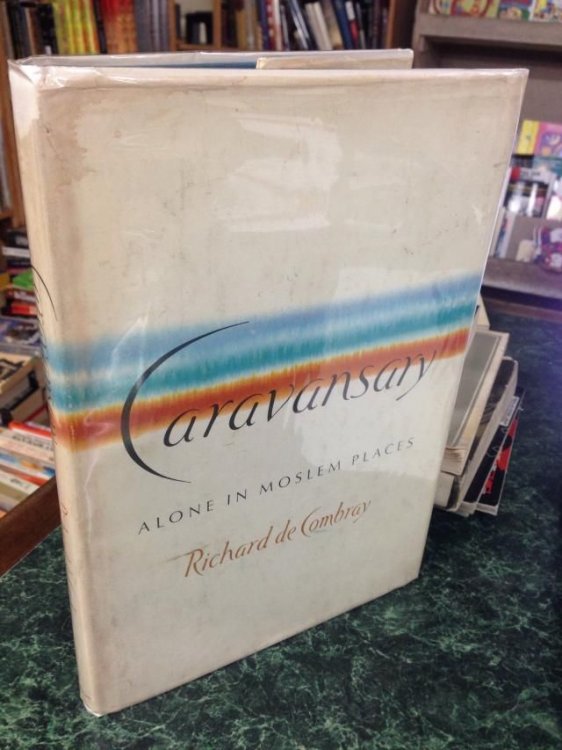 Caravansary
ALONE IN MOSLEM PLACES
Richard de Combray